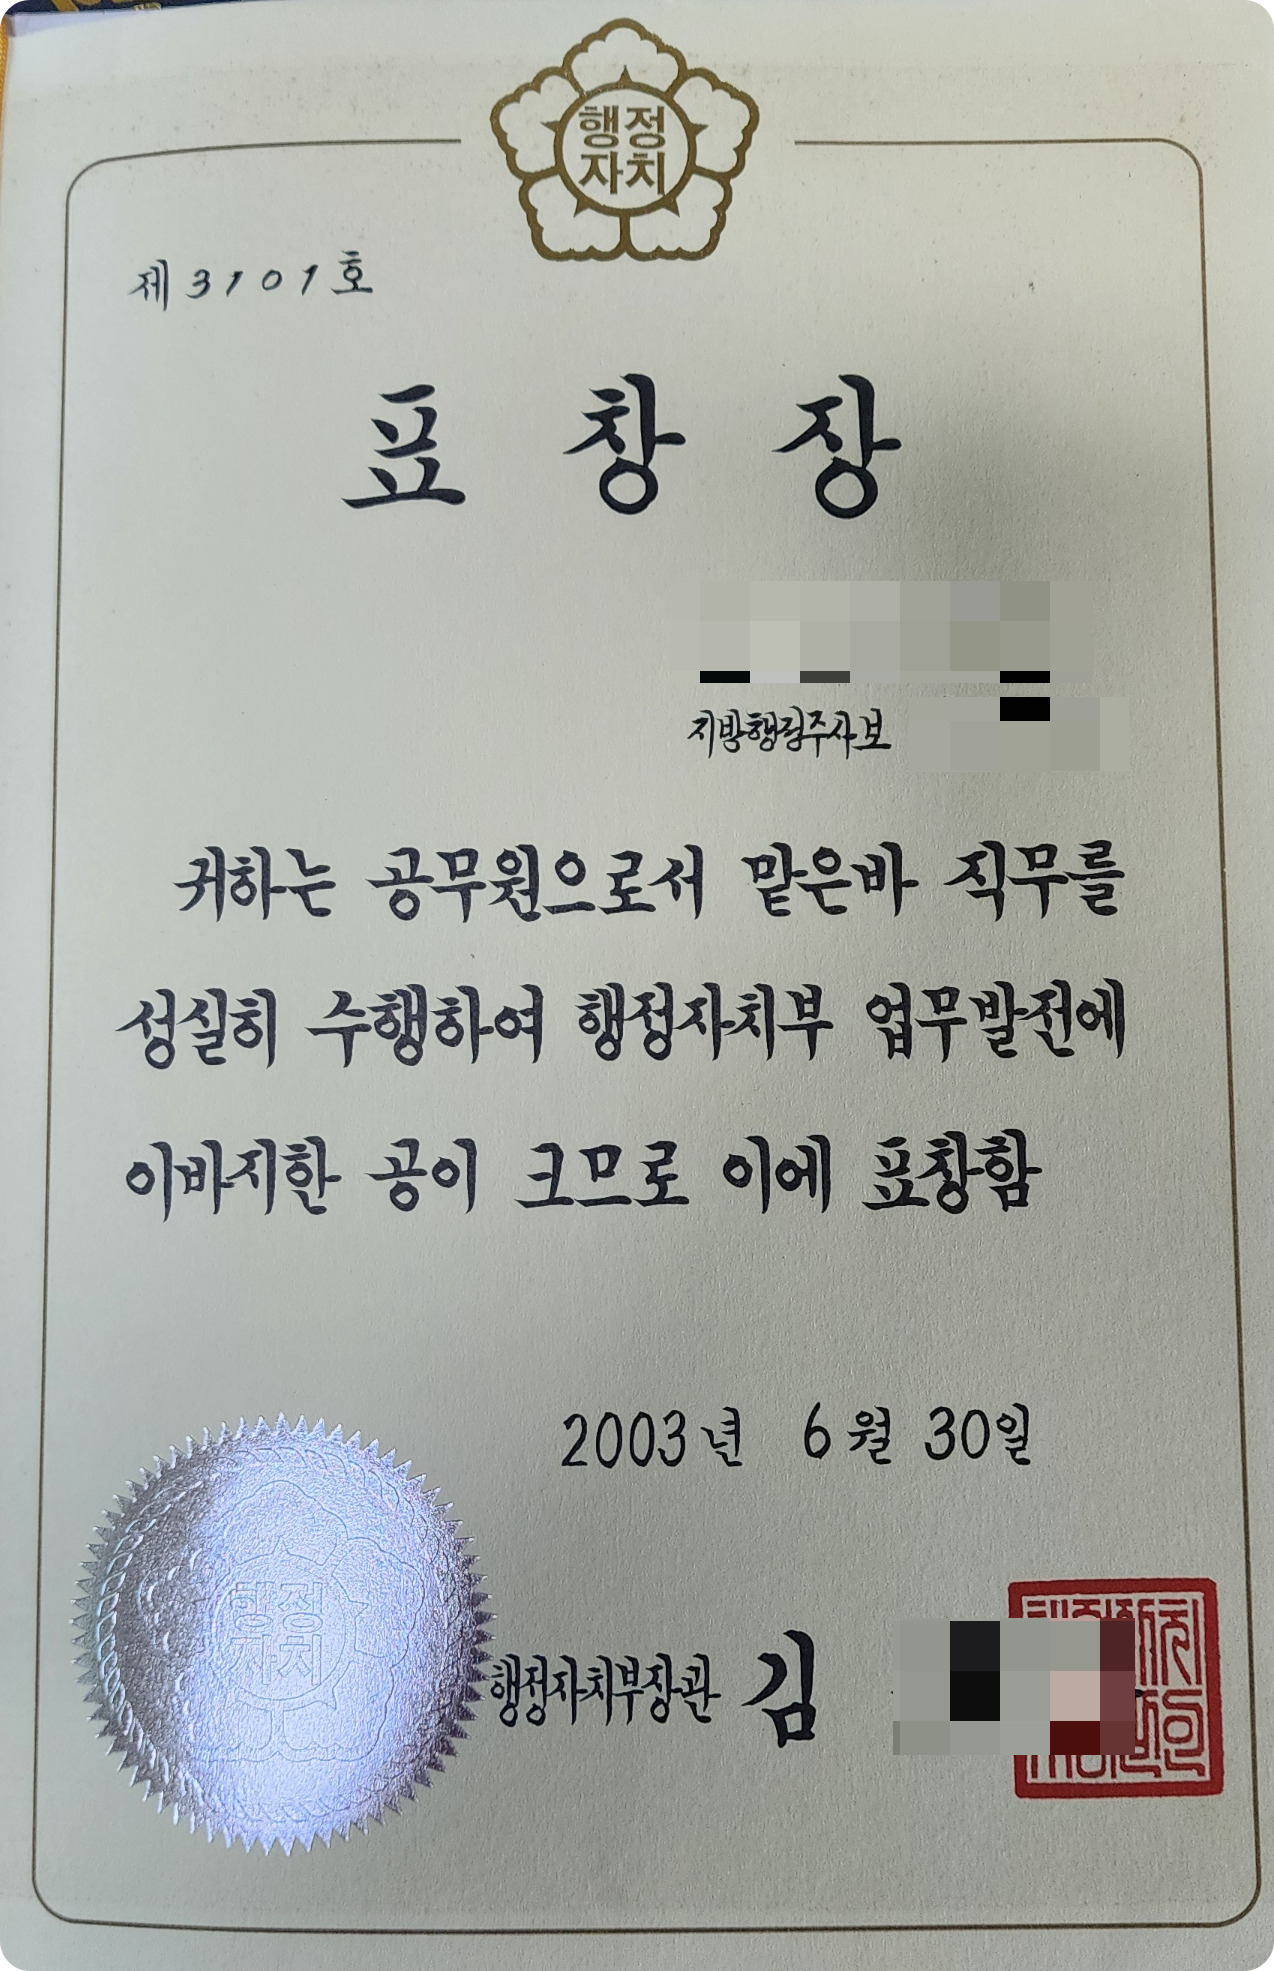 행정
자치
제3101호
표 창 장
지방행정주사보
귀하는 공무원으로서 맡은바 직무를
성실히 수행하여 행정자치부 업무발전에
이바지한 공이 크므로 이에 표창함
2003년 6월 30일
행정
자치
행정자치부장관 김